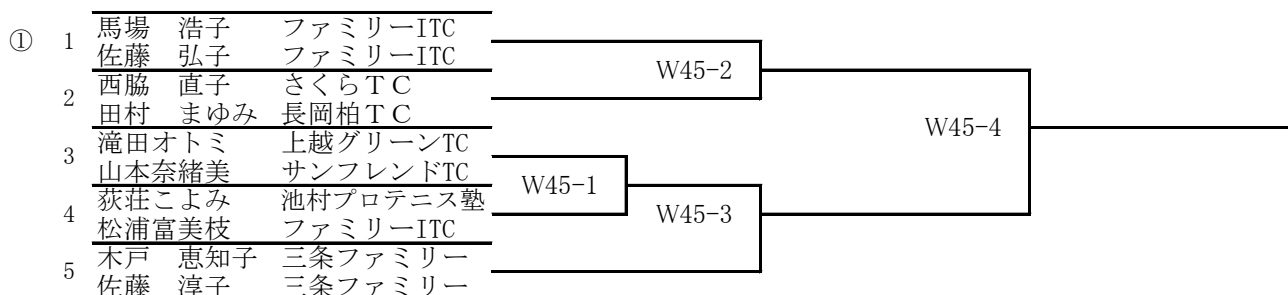 ① 1 馬場　浩子　ファミリーITC
佐藤　弘子　ファミリーITC
W45-2
2 西脇　直子　さくらＴＣ
田村　まゆみ　長岡柏ＴＣ
W45-4
3 滝田オトミ　上越グリーンTC
山本奈緒美　サンフレンドTC
W45-1
4 荻荘こよみ　池村プロテニス塾
松浦富美枝　ファミリーITC
W45-3
5 木戸　恵知子　三条ファミリー
佐藤　淳子　三条ファミリー